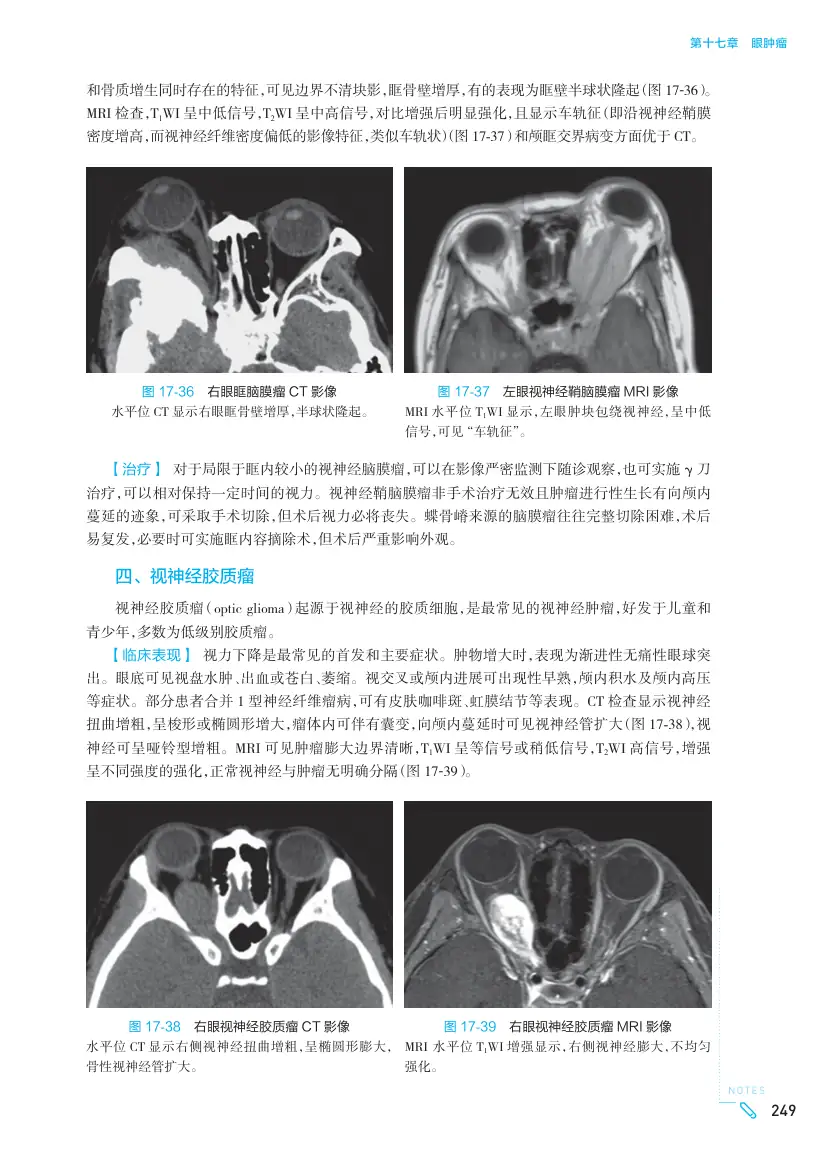 第十七章 眼肿瘤
和骨质增生同时存在的特征，可见边界不清块影，眶骨壁增厚，有的表现为眶壁半球状隆起（图 17-36）。
MRI 检查，T₁WI 呈中低信号，T₂WI 呈中高信号，对比增强后明显强化，且显示车轨征（即沿视神经鞘膜
密度增高，而视神经纤维密度偏低的影像特征，类似车轨状）（图 17-37）和颅眶交界病变方面优于 CT。
图 17-36 右眼眶脑膜瘤 CT 影像
水平位 CT 显示右眼眶骨壁增厚，半球状隆起。
图 17-37 左眼视神经鞘脑膜瘤 MRI 影像
MRI 水平位 T₁WI 显示，左眼肿块包绕视神经，呈中低
信号，可见“车轨征”。
【治疗】 对于局限于眶内较小的视神经脑膜瘤，可以在影像严密监测下随诊观察，也可实施 γ 刀
治疗，可以相对保持一定时间的视力。视神经鞘脑膜瘤非手术治疗无效且肿瘤进行性生长有向颅内
蔓延的迹象，可采取手术切除，但术后视力必将丧失。蝶骨嵴来源的脑膜瘤往往完整切除困难，术后
易复发，必要时可实施眶内容摘除术，但术后严重影响外观。
四、视神经胶质瘤
视神经胶质瘤（optic glioma）起源于视神经的胶质细胞，是最常见的视神经肿瘤，好发于儿童和
青少年，多数为低级别胶质瘤。
【临床表现】 视力下降是最常见的首发和主要症状。肿物增大时，表现为渐进性无痛性眼球突
出。眼底可见视盘水肿、出血或苍白、萎缩。视交叉或颅内进展可出现性早熟，颅内积水及颅内高压
等症状。部分患者合并 1 型神经纤维瘤病，可有皮肤咖啡斑、虹膜结节等表现。CT 检查显示视神经
扭曲增粗，呈梭形或椭圆形增大，瘤体内可伴有囊变，向颅内蔓延时可见视神经管扩大（图 17-38），视
神经可呈哑铃型增粗。MRI 可见肿瘤膨大边界清晰，T₁WI 呈等信号或稍低信号，T₂WI 高信号，增强
呈不同强度的强化，正常视神经与肿瘤无明确分隔（图 17-39）。
图 17-38 右眼视神经胶质瘤 CT 影像
水平位 CT 显示右侧视神经扭曲增粗，呈椭圆形膨大，
骨性视神经管扩大。
图 17-39 右眼视神经胶质瘤 MRI 影像
MRI 水平位 T₁WI 增强显示，右侧视神经膨大，不均匀
强化。
NOTES
249